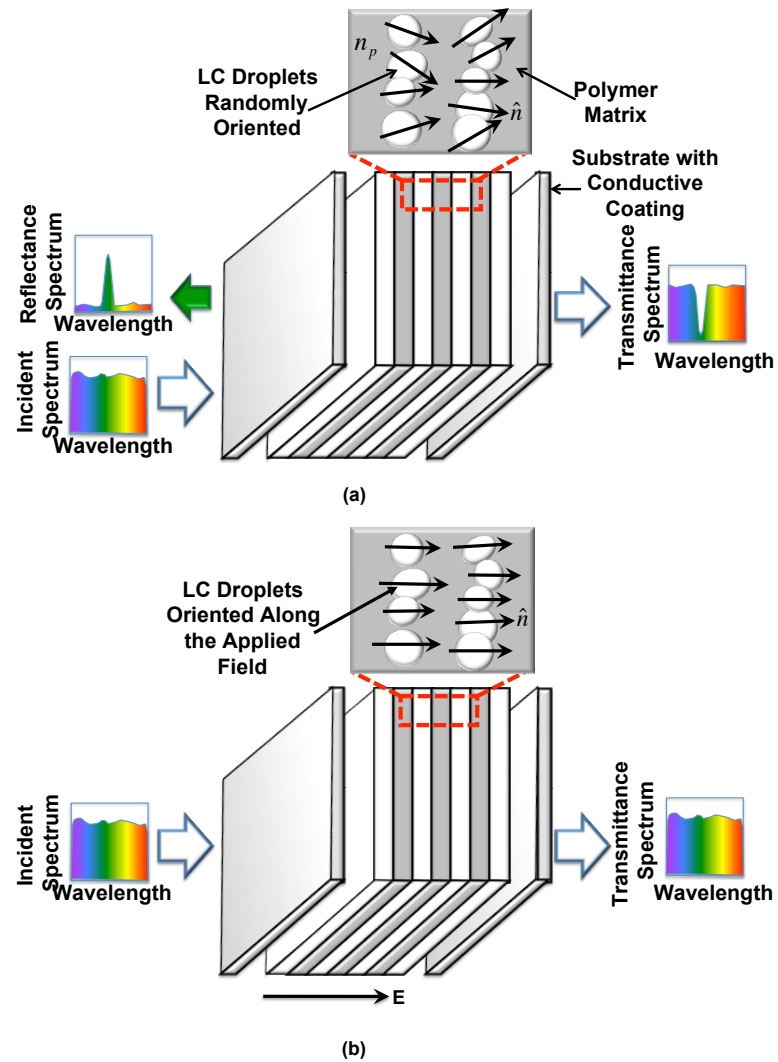 n_p
LC Droplets
Randomly
Oriented
n̂
Polymer
Matrix
Substrate with
Conductive
Coating
Reflectance
Spectrum
Wavelength
Incident
Spectrum
Wavelength
Transmittance
Spectrum
Wavelength
(a)
LC Droplets
Oriented Along
the Applied
Field
n̂
Incident
Spectrum
Wavelength
Transmittance
Spectrum
Wavelength
E
(b)